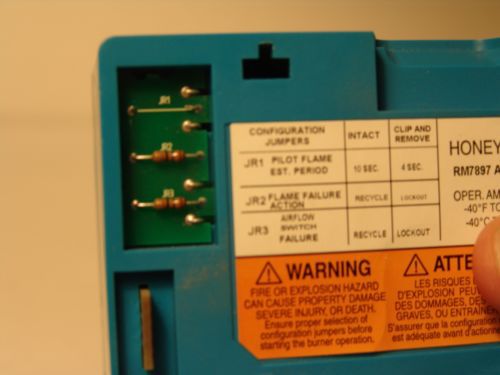 JR1
JR2
JR3
CONFIGURATION JUMPERS INTACT CLIP AND REMOVE
JR1 PILOT FLAME EST. PERIOD 10 SEC. 4 SEC.
JR2 FLAME FAILURE ACTION RECYCLE LOCKOUT
JR3 AIRFLOW SWITCH FAILURE RECYCLE LOCKOUT
HONEY
RM7897 A
OPER. AM
-40°F TO
-40°C T
WARNING
FIRE OR EXPLOSION HAZARD
CAN CAUSE PROPERTY DAMAGE
SEVERE INJURY, OR DEATH.
Ensure proper selection of
configuration jumpers before
starting the burner operation.
ATTE
LES RISQUES
D'EXPLOSION PEU
DES DOMMAGES, DES
GRAVES, OU ENTRAINER
S'assurer que la configuration
est adéquate avant d'actionne